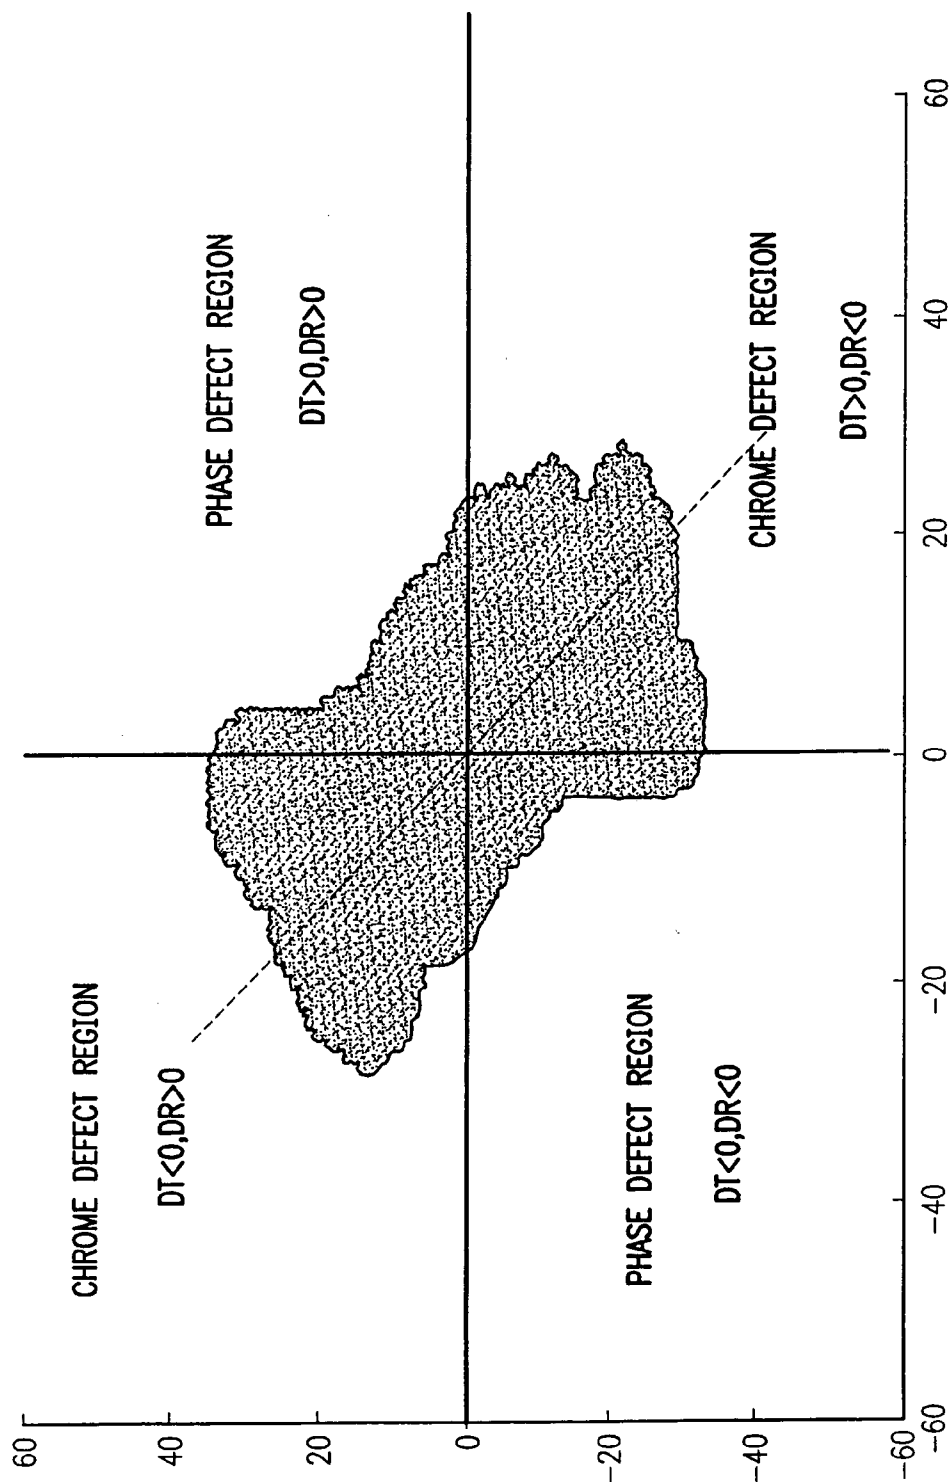 CHROME DEFECT REGION
DT<0,DR>0
PHASE DEFECT REGION
DT>0,DR>0
PHASE DEFECT REGION
DT<0,DR<0
CHROME DEFECT REGION
DT>0,DR<0
60
40
20
0
-20
-40
-60
-60
-40
-20
0
20
40
60